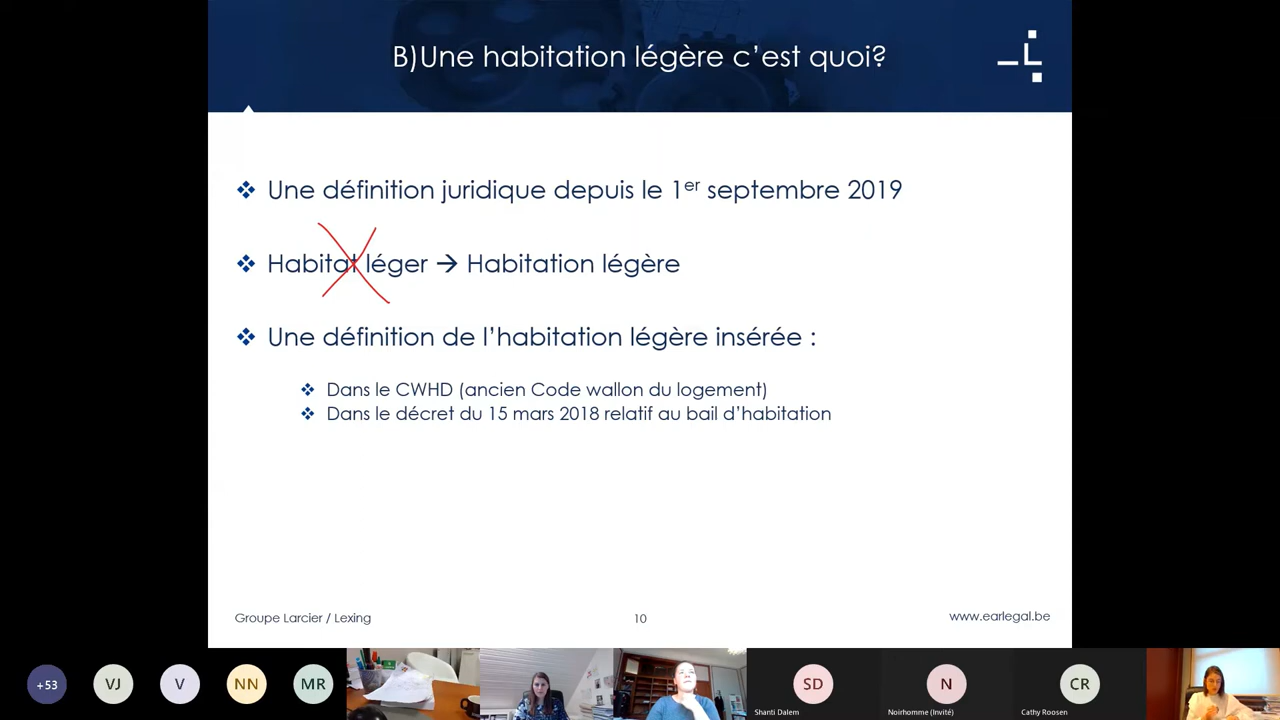 B)Une habitation légère c’est quoi?
Une définition juridique depuis le 1er septembre 2019
Habitat léger → Habitation légère
Une définition de l’habitation légère insérée :
Dans le CWHD (ancien Code wallon du logement)
Dans le décret du 15 mars 2018 relatif au bail d’habitation
Groupe Larcier / Lexing
10
www.earlegal.be
+53
VJ
V
NN
MR
SD
N
CR
Shanti Dalem
Noirhomme (Invité)
Cathy Roosen